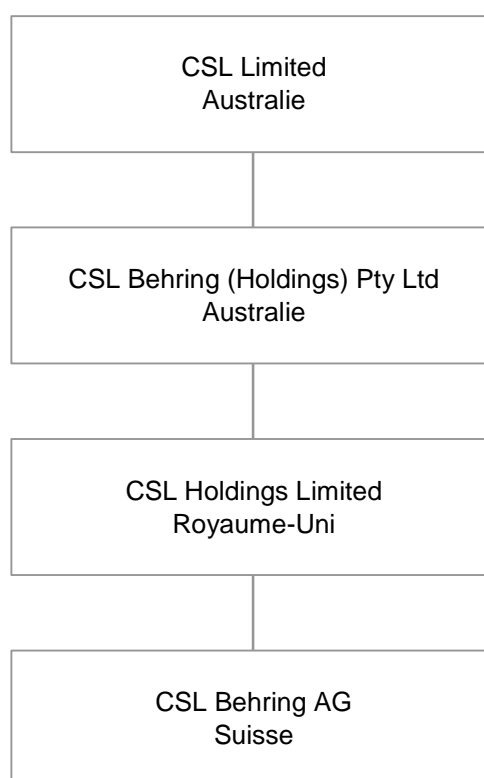 CSL Limited
Australie
CSL Behring (Holdings) Pty Ltd
Australie
CSL Holdings Limited
Royaume-Uni
CSL Behring AG
Suisse